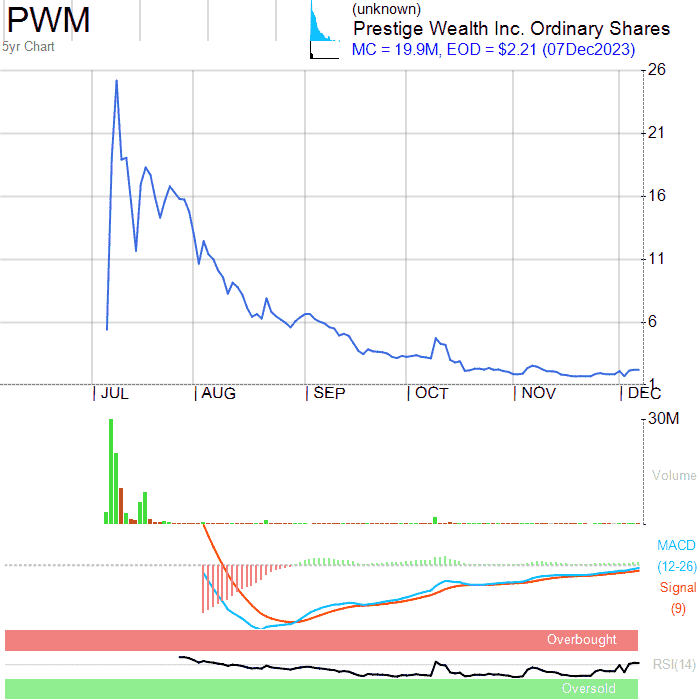 PWM
5yr Chart
(unknown)
Prestige Wealth Inc. Ordinary Shares
MC = 19.9M, EOD = $2.21 (07Dec2023)
26
21
16
11
6
1
JUL AUG SEP OCT NOV DEC
30M
Volume
MACD
(12-26)
Signal
(9)
Overbought
RSI(14)
Oversold